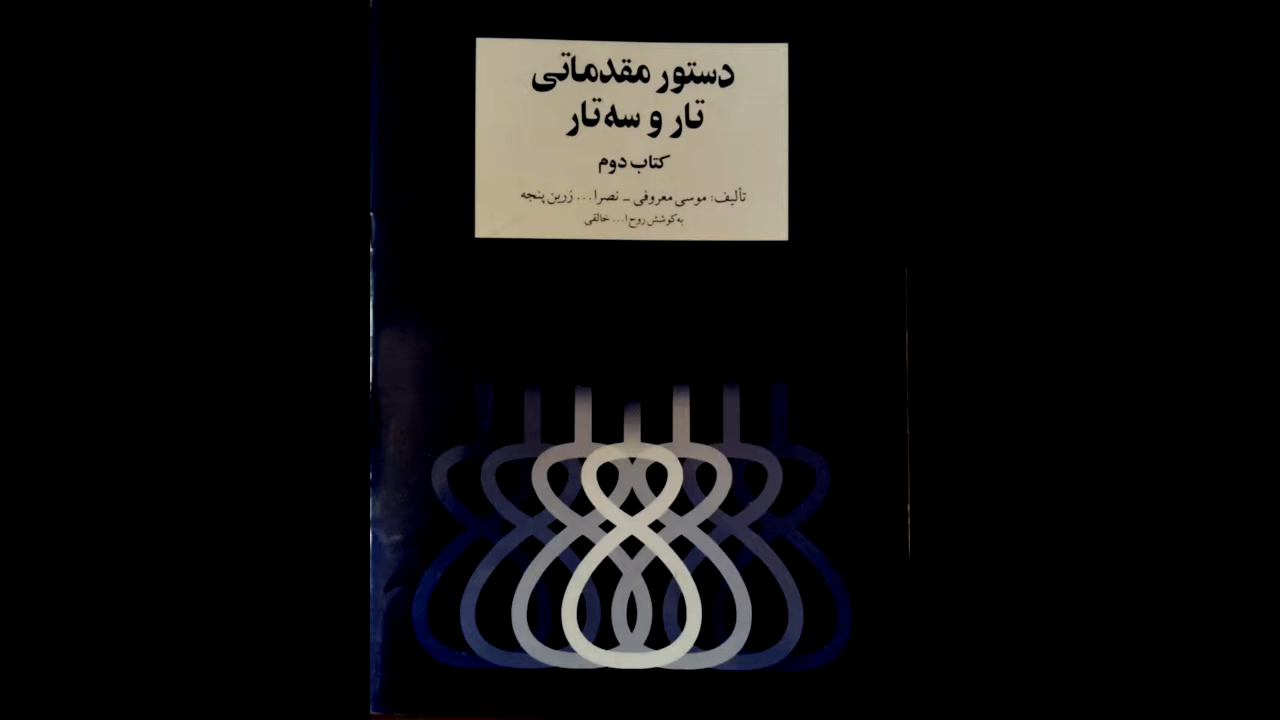 دستور مقدماتی
تار و سه‌تار
کتاب دوم
تألیف: موسی معروفی ـ نصرا... زرین پنجه
به‌کوشش روح ا... خالقی